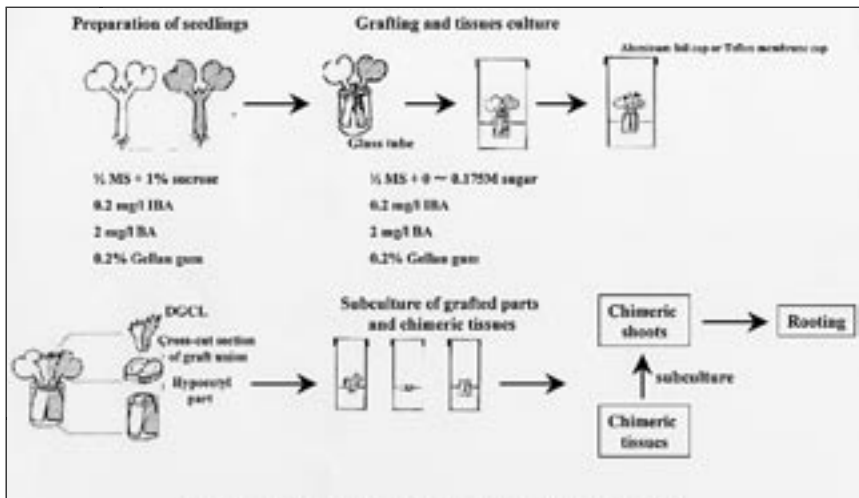 Preparation of seedlings
Grafting and tissues culture
Aluminum foil cap or Teflon membrane cap
Glass tube
½ MS + 1% sucrose
0.2 mg/l IBA
2 mg/l BA
0.2% Gellan gum
½ MS + 0 ~ 0.175M sugar
0.2 mg/l IBA
2 mg/l BA
0.2% Gellan gum
DGCL
Cross-cut section
of graft union
Hypocotyl
part
Subculture of grafted parts
and chimeric tissues
Chimeric
shoots
Rooting
subculture
Chimeric
tissues